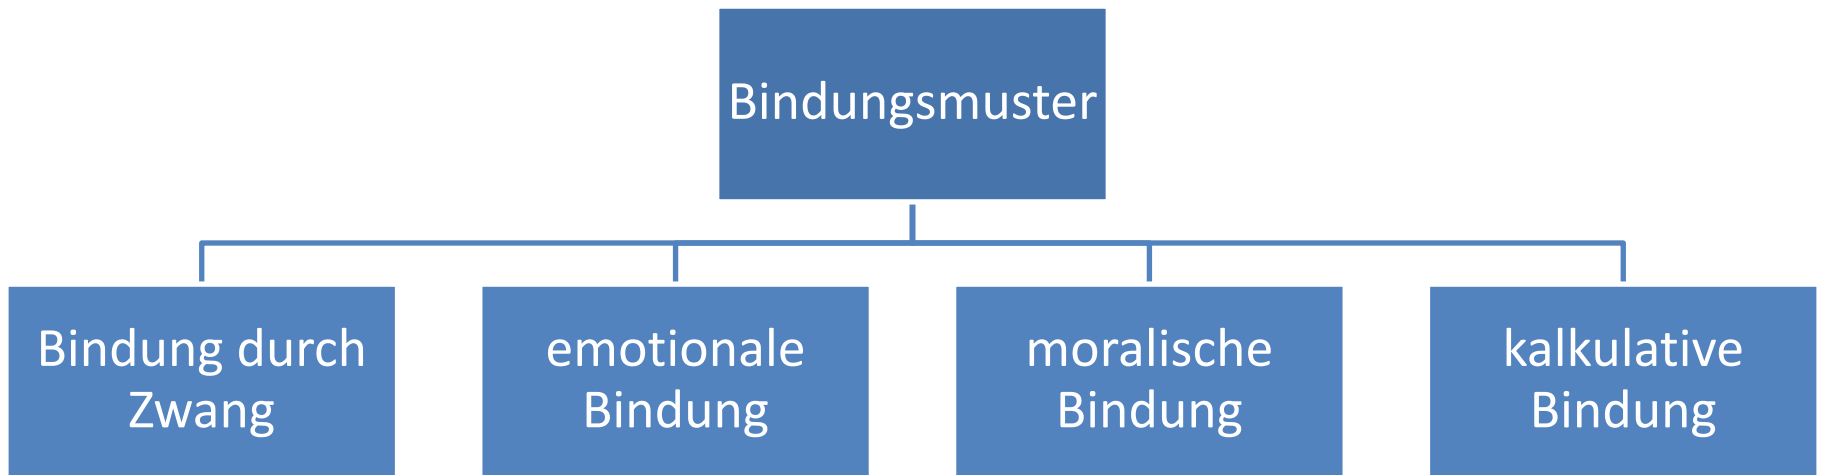 Bindungsmuster
Bindung durch
Zwang
emotionale
Bindung
moralische
Bindung
kalkulative
Bindung